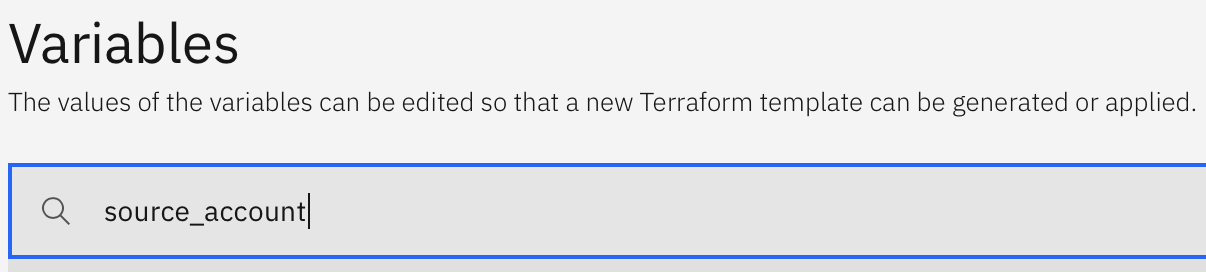 Variables
The values of the variables can be edited so that a new Terraform template can be generated or applied.
source_account